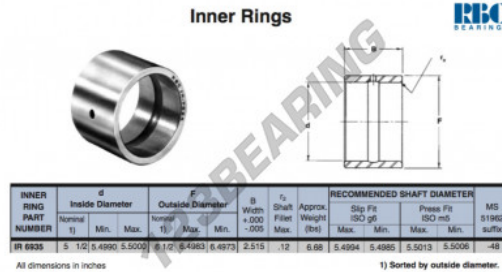 Inner Rings
RBC
BEARINGS
B
d
F
123BEARING
INNER RING PART NUMBER
d Inside Diameter
F Outside Diameter
B Width +.000 -.005
Shaft Fillet Max.
Approx. Weight (lbs)
RECOMMENDED SHAFT DIAMETER
Slip Fit ISO g6
Press Fit ISO m5
MS 51962 suffix
Nominal 1) Min. Max. Nominal 1) Max. Min. Max. Min. Max. Min.
IR 6935 5 1/2 5.4990 5.5002 6 1/2 6.4983 6.4973 2.515 .12 6.68 5.4994 5.4985 5.5013 5.5006 -48
All dimensions in inches
1) Sorted by outside diameter.